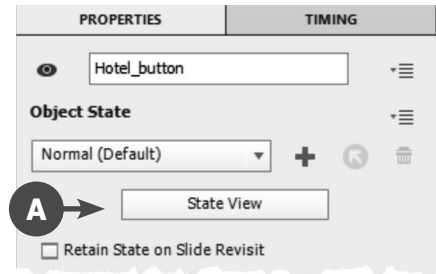 PROPERTIES TIMING
Hotel_button
Object State
Normal (Default)
A State View
Retain State on Slide Revisit